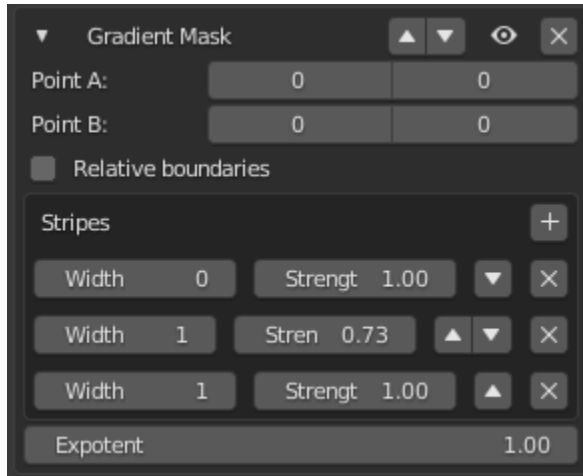 Gradient Mask
Point A: 0 0
Point B: 0 0
Relative boundaries
Stripes
Width 0 Strengt 1.00
Width 1 Stren 0.73
Width 1 Strengt 1.00
Expotent 1.00